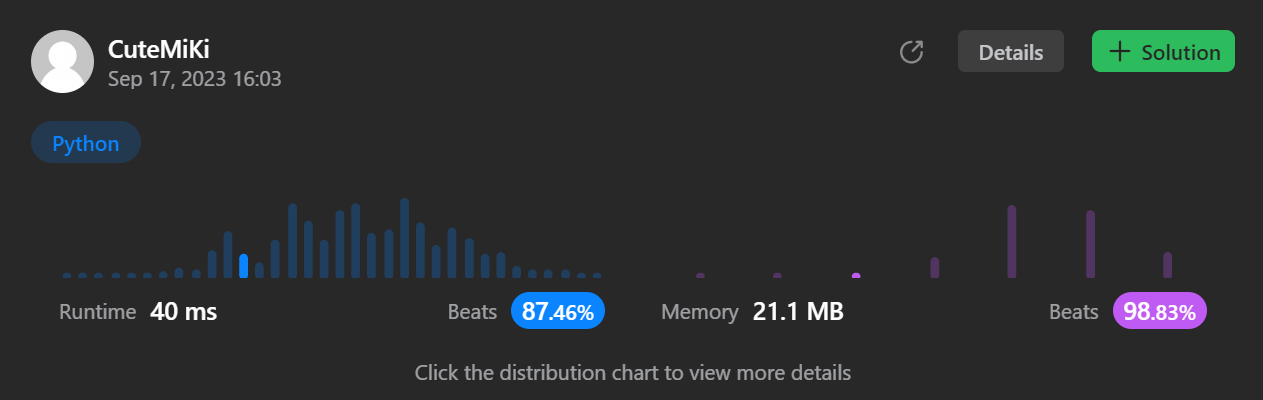 CuteMiKi
Sep 17, 2023 16:03
Details
Solution
Python
Runtime 40 ms
Beats 87.46%
Memory 21.1 MB
Beats 98.83%
Click the distribution chart to view more details